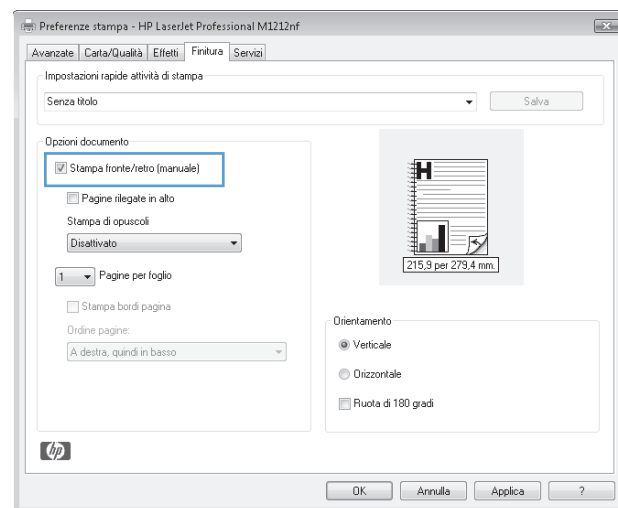 Preferenze stampa - HP LaserJet Professional M1212nf
Avanzate Carta/Qualità Effetti Finitura Servizi
Impostazioni rapide attività di stampa
Senza titolo
Salva
Opzioni documento
Stampa fronte/retro (manuale)
Pagine rilegate in alto
Stampa di opuscoli
Disattivato
1 Pagine per foglio
Stampa bordi pagina
Ordine pagine:
A destra, quindi in basso
H
215,9 per 279,4 mm.
Orientamento
Verticale
Orizzontale
Ruota di 180 gradi
hp
OK Annulla Applica ?